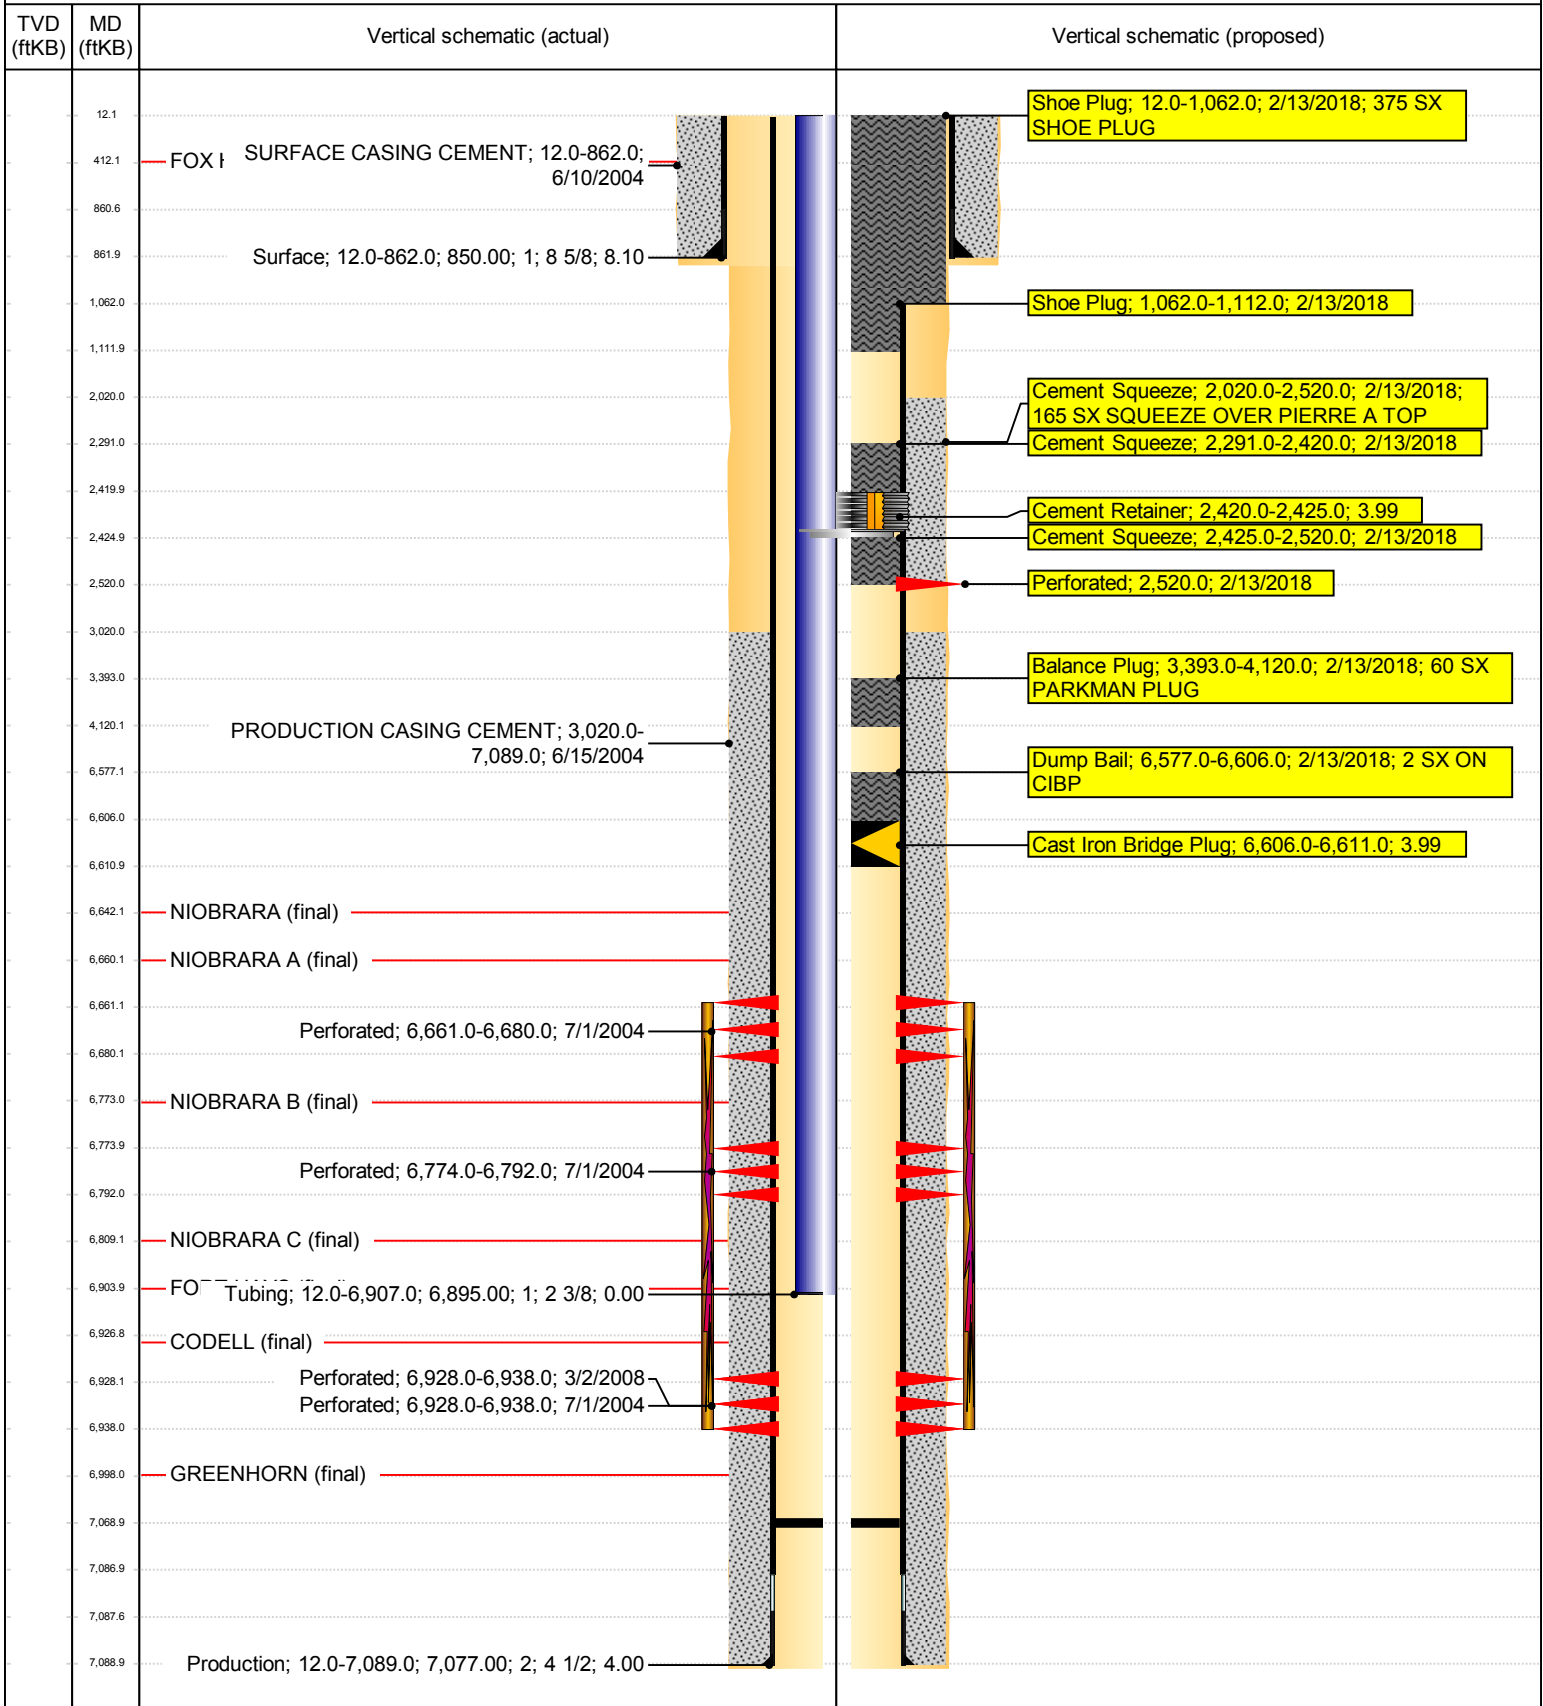 TVD
(ftKB)
MD
(ftKB)
Vertical schematic (actual)
Vertical schematic (proposed)
12.1
Shoe Plug; 12.0-1,062.0; 2/13/2018; 375 SX
SHOE PLUG
412.1
FOX
SURFACE CASING CEMENT; 12.0-862.0;
6/10/2004
860.6
861.9
Surface; 12.0-862.0; 850.00; 1; 8 5/8; 8.10
1,062.0
Shoe Plug; 1,062.0-1,112.0; 2/13/2018
1,111.9
2,020.0
Cement Squeeze; 2,020.0-2,520.0; 2/13/2018;
165 SX SQUEEZE OVER PIERRE A TOP
2,291.0
Cement Squeeze; 2,291.0-2,420.0; 2/13/2018
2,419.9
Cement Retainer; 2,420.0-2,425.0; 3.99
2,424.9
Cement Squeeze; 2,425.0-2,520.0; 2/13/2018
2,520.0
Perforated; 2,520.0; 2/13/2018
3,020.0
3,393.0
Balance Plug; 3,393.0-4,120.0; 2/13/2018; 60 SX
PARKMAN PLUG
4,120.1
PRODUCTION CASING CEMENT; 3,020.0-
7,089.0; 6/15/2004
6,577.1
Dump Bail; 6,577.0-6,606.0; 2/13/2018; 2 SX ON
CIBP
6,606.0
Cast Iron Bridge Plug; 6,606.0-6,611.0; 3.99
6,610.9
6,642.1
NIOBRARA (final)
6,660.1
NIOBRARA A (final)
6,661.1
Perforated; 6,661.0-6,680.0; 7/1/2004
6,680.1
6,773.0
NIOBRARA B (final)
6,773.9
Perforated; 6,774.0-6,792.0; 7/1/2004
6,792.0
6,809.1
NIOBRARA C (final)
6,903.9
Tubing; 12.0-6,907.0; 6,895.00; 1; 2 3/8; 0.00
6,926.8
CODELL (final)
6,928.1
Perforated; 6,928.0-6,938.0; 3/2/2008
Perforated; 6,928.0-6,938.0; 7/1/2004
6,938.0
6,998.0
GREENHORN (final)
7,068.9
7,086.9
7,087.6
7,088.9
Production; 12.0-7,089.0; 7,077.00; 2; 4 1/2; 4.00